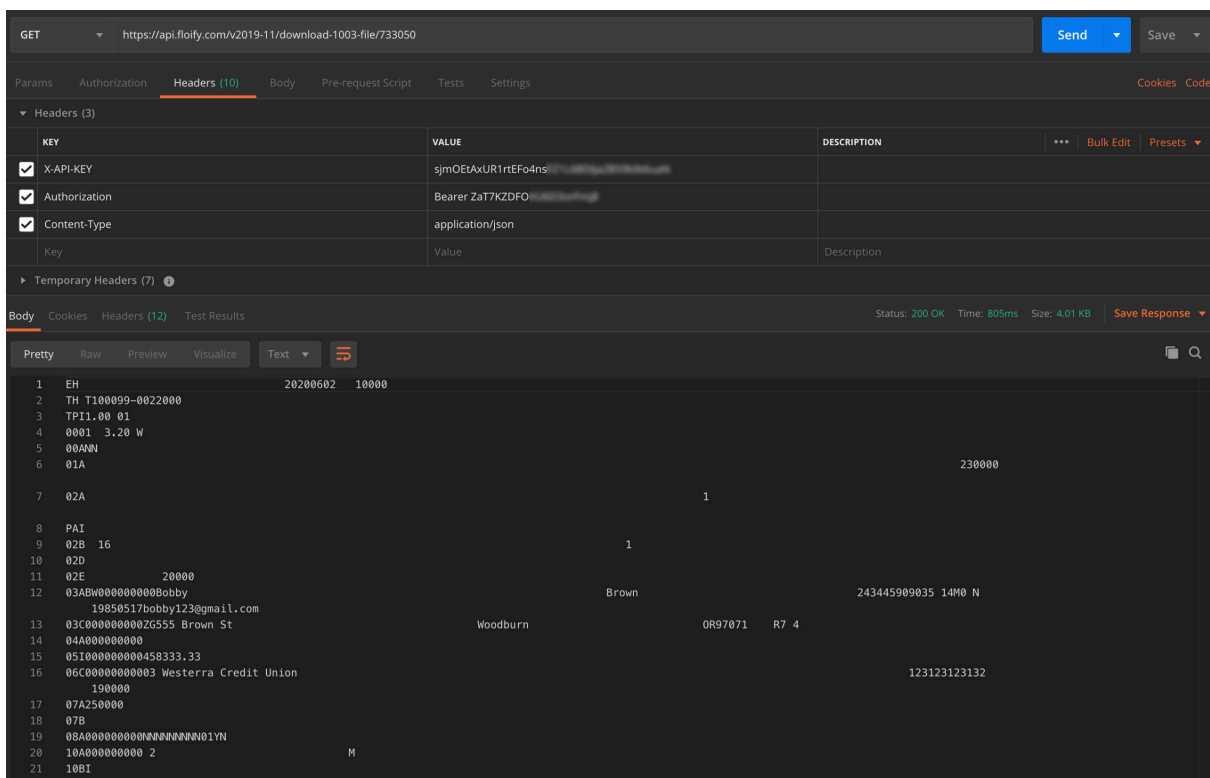 GET https://api.floify.com/v2019-11/download-1003-file/733050 Send Save
Params Authorization Headers (10) Body Pre-request Script Tests Settings Cookies Code
Headers (3)
KEY VALUE DESCRIPTION ••• Bulk Edit Presets
X-API-KEY sjmOEtAxUR1rtEFo4ns
Authorization Bearer ZaT7KZDFO
Content-Type application/json
Key Value Description
Temporary Headers (7)
Body Cookies Headers (12) Test Results Status: 200 OK Time: 805ms Size: 4.01 KB Save Response
Pretty Raw Preview Visualize Text
1 EH 20200602 10000
2 TH T100099-0022000
3 TPI1.00 01
4 0001 3.20 W
5 00ANN
6 01A 230000
7 02A 1
8 PAI
9 02B 16 1
10 02D
11 02E 20000
12 03ABW000000000Bobby Brown 243445909035 14M0 N
19850517bobby123@gmail.com
13 03C000000000ZG555 Brown St Woodburn OR97071 R7 4
14 04A000000000
15 05I000000000458333.33
16 06C00000000003 Westerra Credit Union 123123123132
190000
17 07A250000
18 07B
19 08A000000000NNNNNNNNN01YN
20 10A000000000 2 M
21 10BI